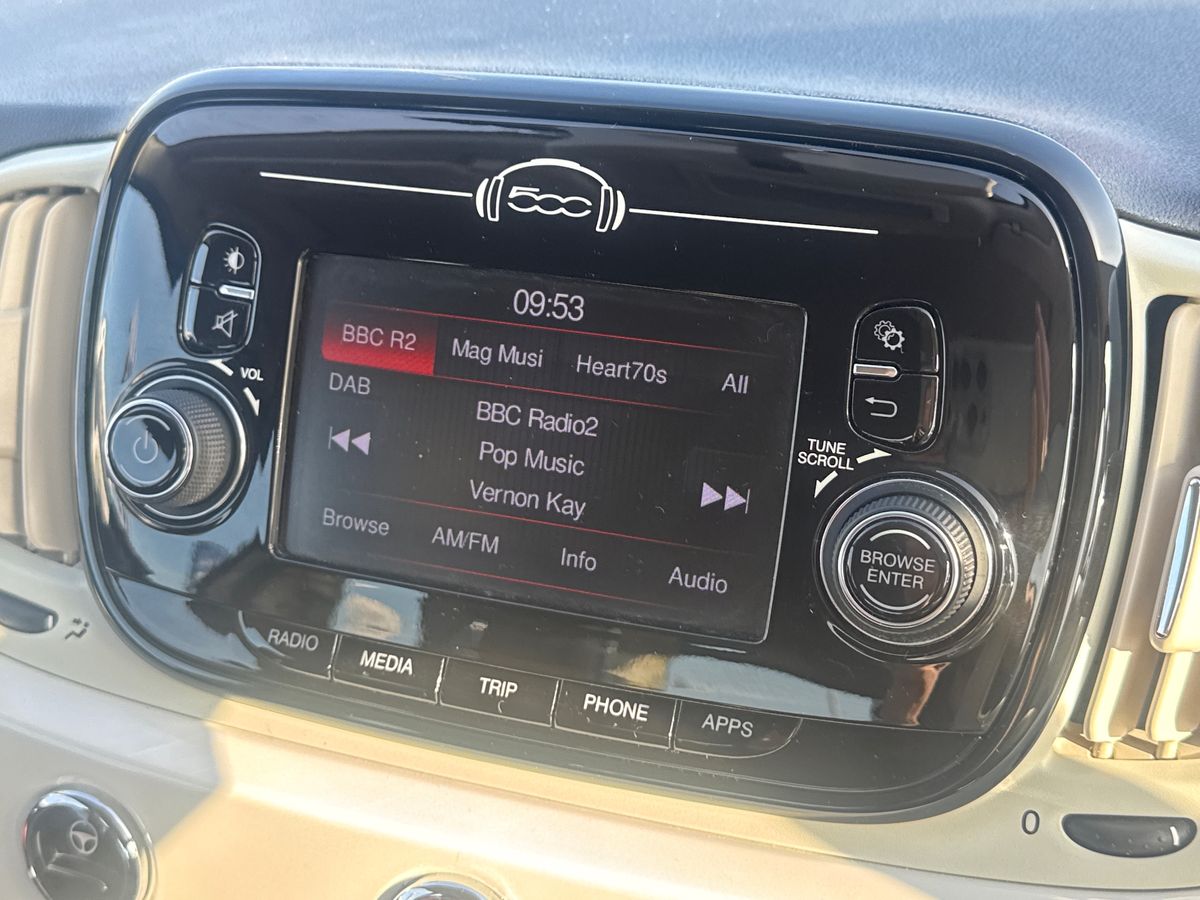 500
09:53
BBC R2 Mag Musi Heart70s All
DAB
BBC Radio2
Pop Music
Vernon Kay
Browse AM/FM Info Audio
VOL
TUNE
SCROLL
BROWSE
ENTER
RADIO MEDIA TRIP PHONE APPS
0